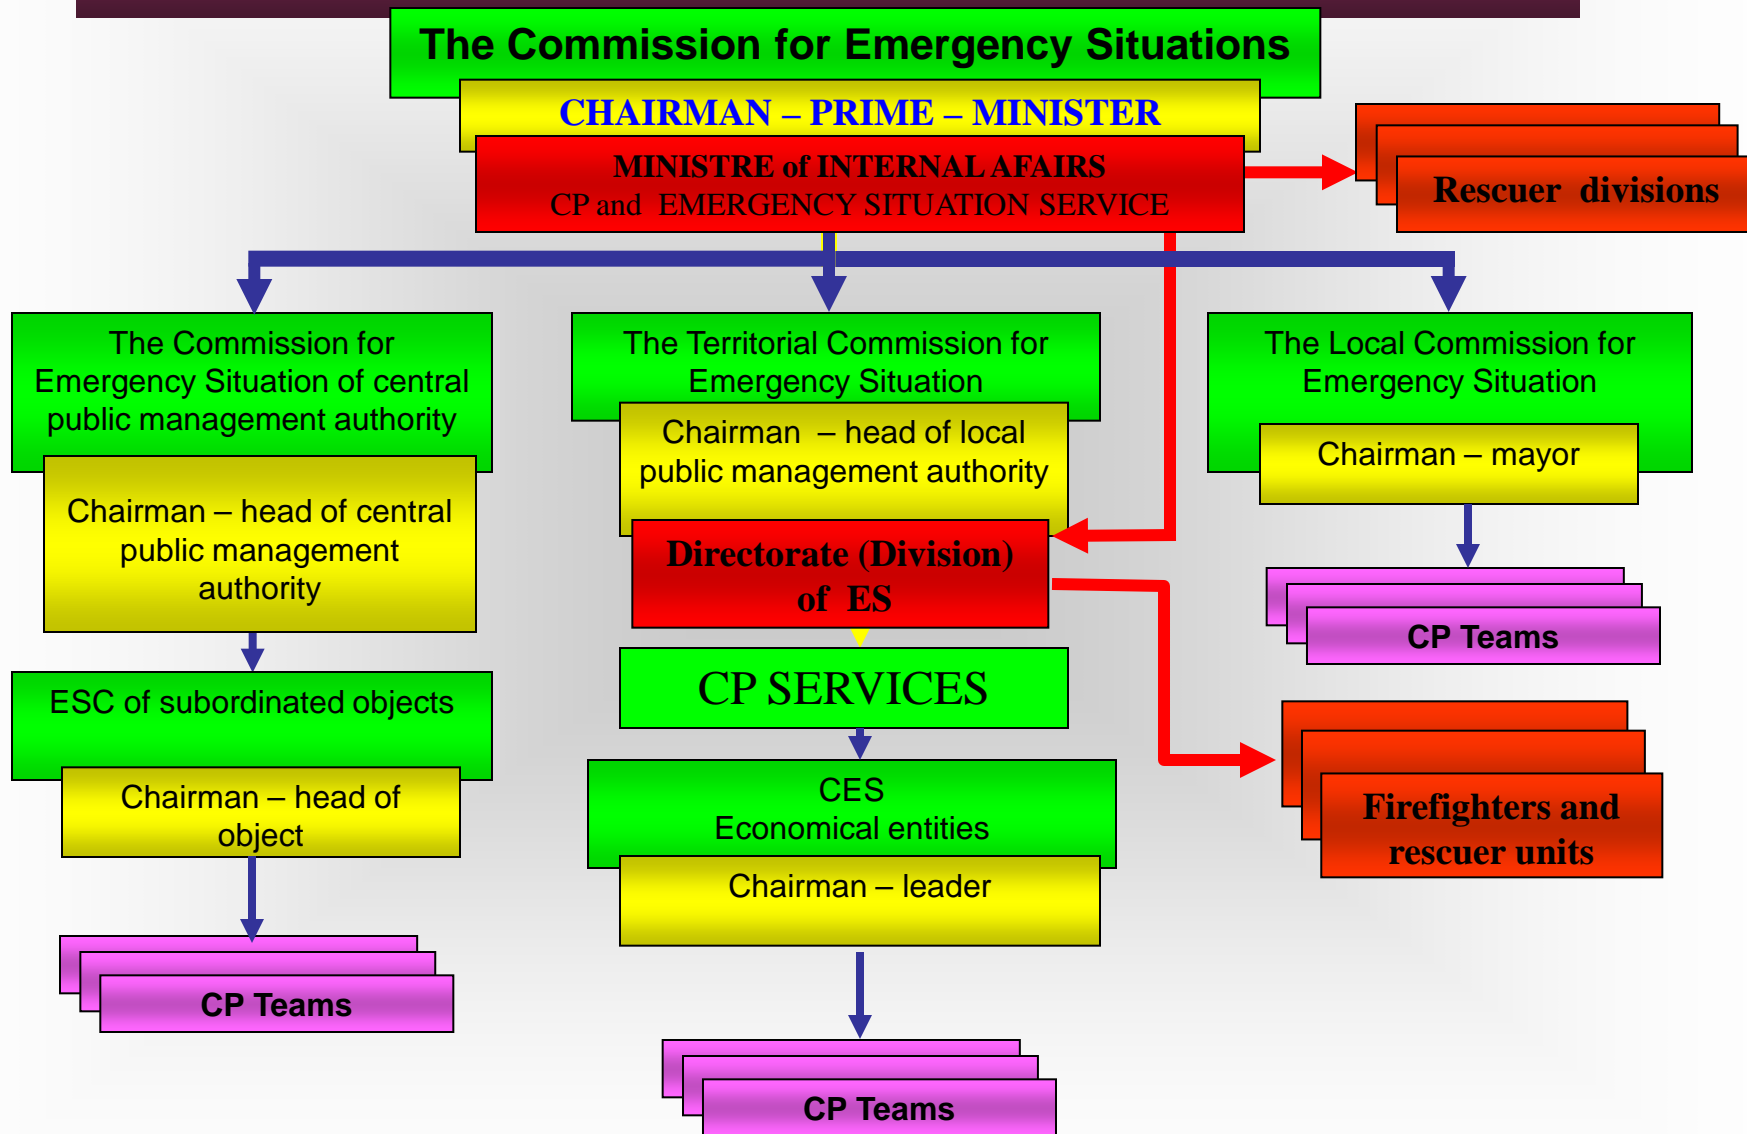 The Commission for Emergency Situations
CHAIRMAN – PRIME – MINISTER
MINISTRE of INTERNAL AFAIRS
CP and EMERGENCY SITUATION SERVICE
Rescuer divisions
The Commission for
Emergency Situation of central
public management authority
Chairman – head of central
public management
authority
ESC of subordinated objects
Chairman – head of
object
CP Teams
The Territorial Commission for
Emergency Situation
Chairman – head of local
public management authority
Directorate (Division)
of ES
CP SERVICES
CES
Economical entities
Chairman – leader
CP Teams
The Local Commission for
Emergency Situation
Chairman – mayor
CP Teams
Firefighters and
rescuer units